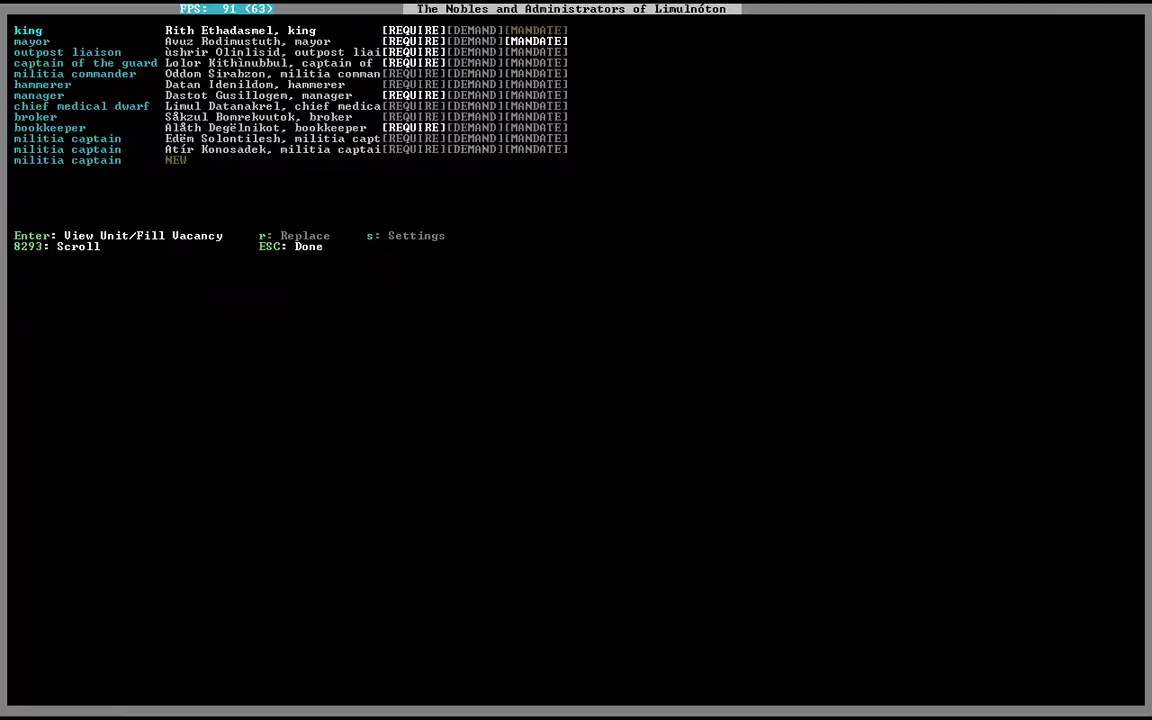 FPS: 91 (63) The Nobles and Administrators of Limulnóton
king Rith Ethadasmel, king [REQUIRE][DEMAND][MANDATE]
mayor Avuz Rodimustuth, mayor [REQUIRE][DEMAND][MANDATE]
outpost liaison ùshrir Olinlisid, outpost liai[REQUIRE][DEMAND][MANDATE]
captain of the guard Lolor Kithìnubbul, captain of [REQUIRE][DEMAND][MANDATE]
militia commander Oddom Sirabzon, militia comman[REQUIRE][DEMAND][MANDATE]
hammerer Datan Idenildom, hammerer [REQUIRE][DEMAND][MANDATE]
manager Dastot Gusillogem, manager [REQUIRE][DEMAND][MANDATE]
chief medical dwarf Limul Datanakrel, chief medica[REQUIRE][DEMAND][MANDATE]
broker Såkzul Bomrekvutok, broker [REQUIRE][DEMAND][MANDATE]
bookkeeper Alåth Degëlnikot, bookkeeper [REQUIRE][DEMAND][MANDATE]
militia captain Edëm Solontilesh, militia capt[REQUIRE][DEMAND][MANDATE]
militia captain Atír Konosadek, militia captai[REQUIRE][DEMAND][MANDATE]
militia captain NEW
Enter: View Unit/Fill Vacancy r: Replace s: Settings
8293: Scroll ESC: Done